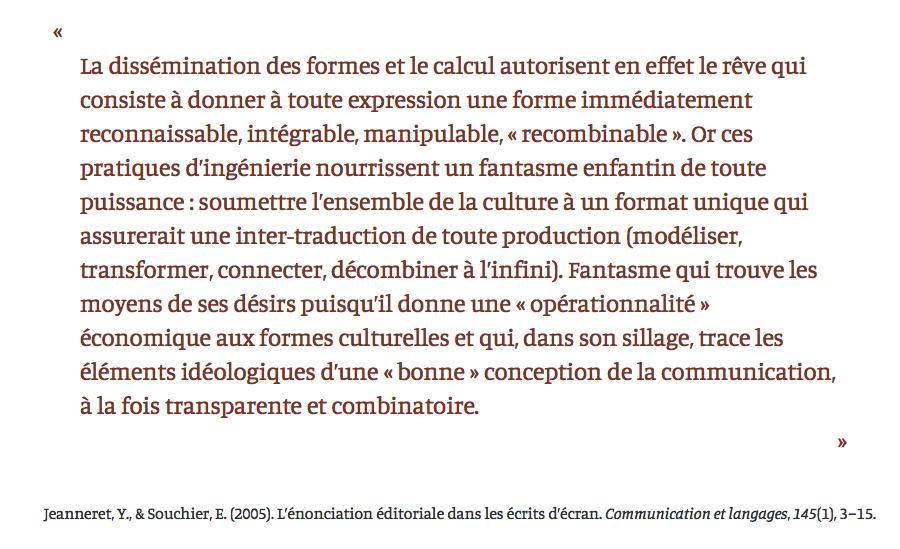 «
La dissémination des formes et le calcul autorisent en effet le rêve qui
consiste à donner à toute expression une forme immédiatement
reconnaissable, intégrable, manipulable, « recombinable ». Or ces
pratiques d’ingénierie nourrissent un fantasme enfantin de toute
puissance : soumettre l’ensemble de la culture à un format unique qui
assurerait une inter-traduction de toute production (modéliser,
transformer, connecter, décombiner à l’infini). Fantasme qui trouve les
moyens de ses désirs puisqu’il donne une « opérationnalité »
économique aux formes culturelles et qui, dans son sillage, trace les
éléments idéologiques d’une « bonne » conception de la communication,
à la fois transparente et combinatoire.
»
Jeanneret, Y., & Souchier, E. (2005). L’énonciation éditoriale dans les écrits d’écran. Communication et langages, 145(1), 3–15.